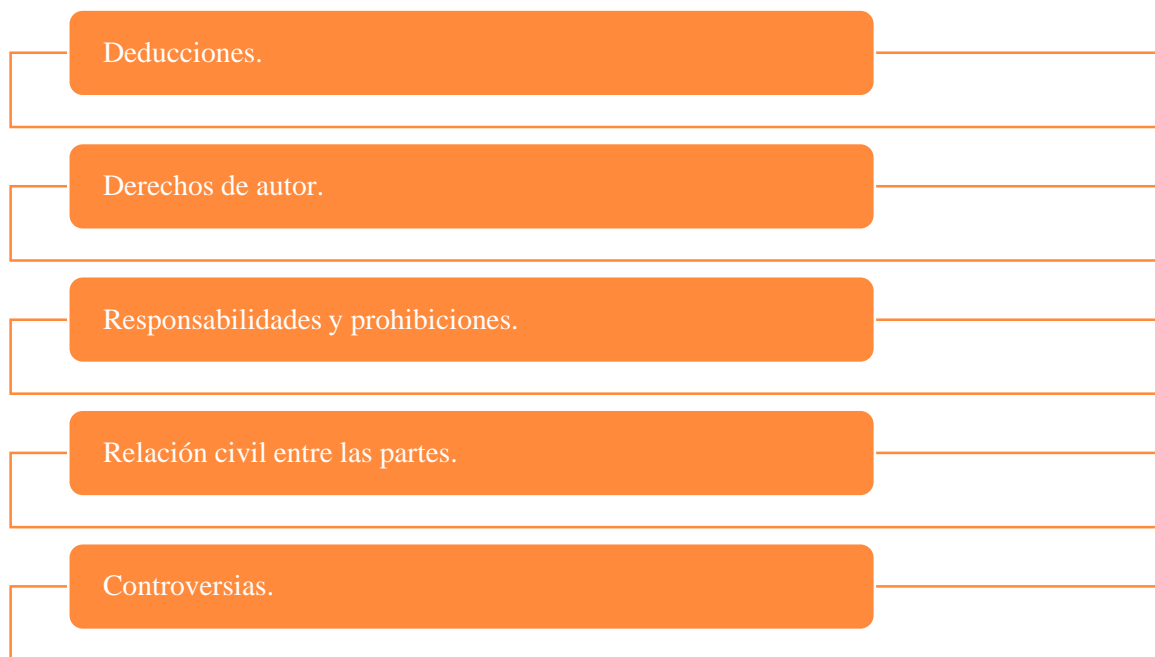 Deducciones.
Derechos de autor.
Responsabilidades y prohibiciones.
Relación civil entre las partes.
Controversias.